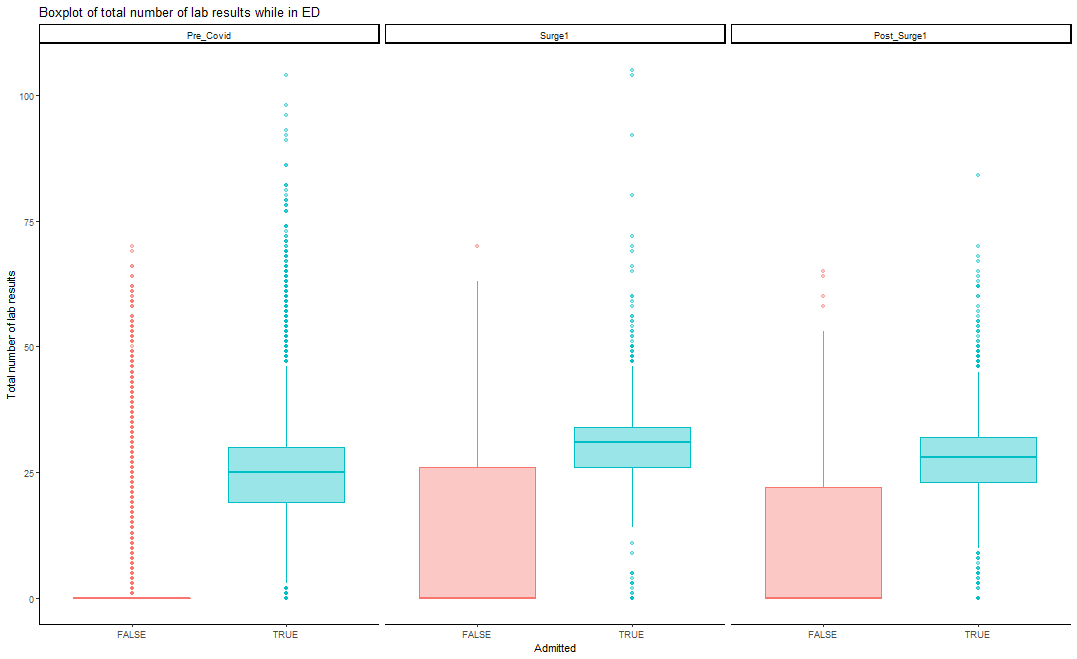 Boxplot of total number of lab results while in ED
Pre_Covid
Surge1
Post_Surge1
Total number of lab results
100
75
50
25
0
FALSE
TRUE
FALSE
TRUE
FALSE
TRUE
Admitted